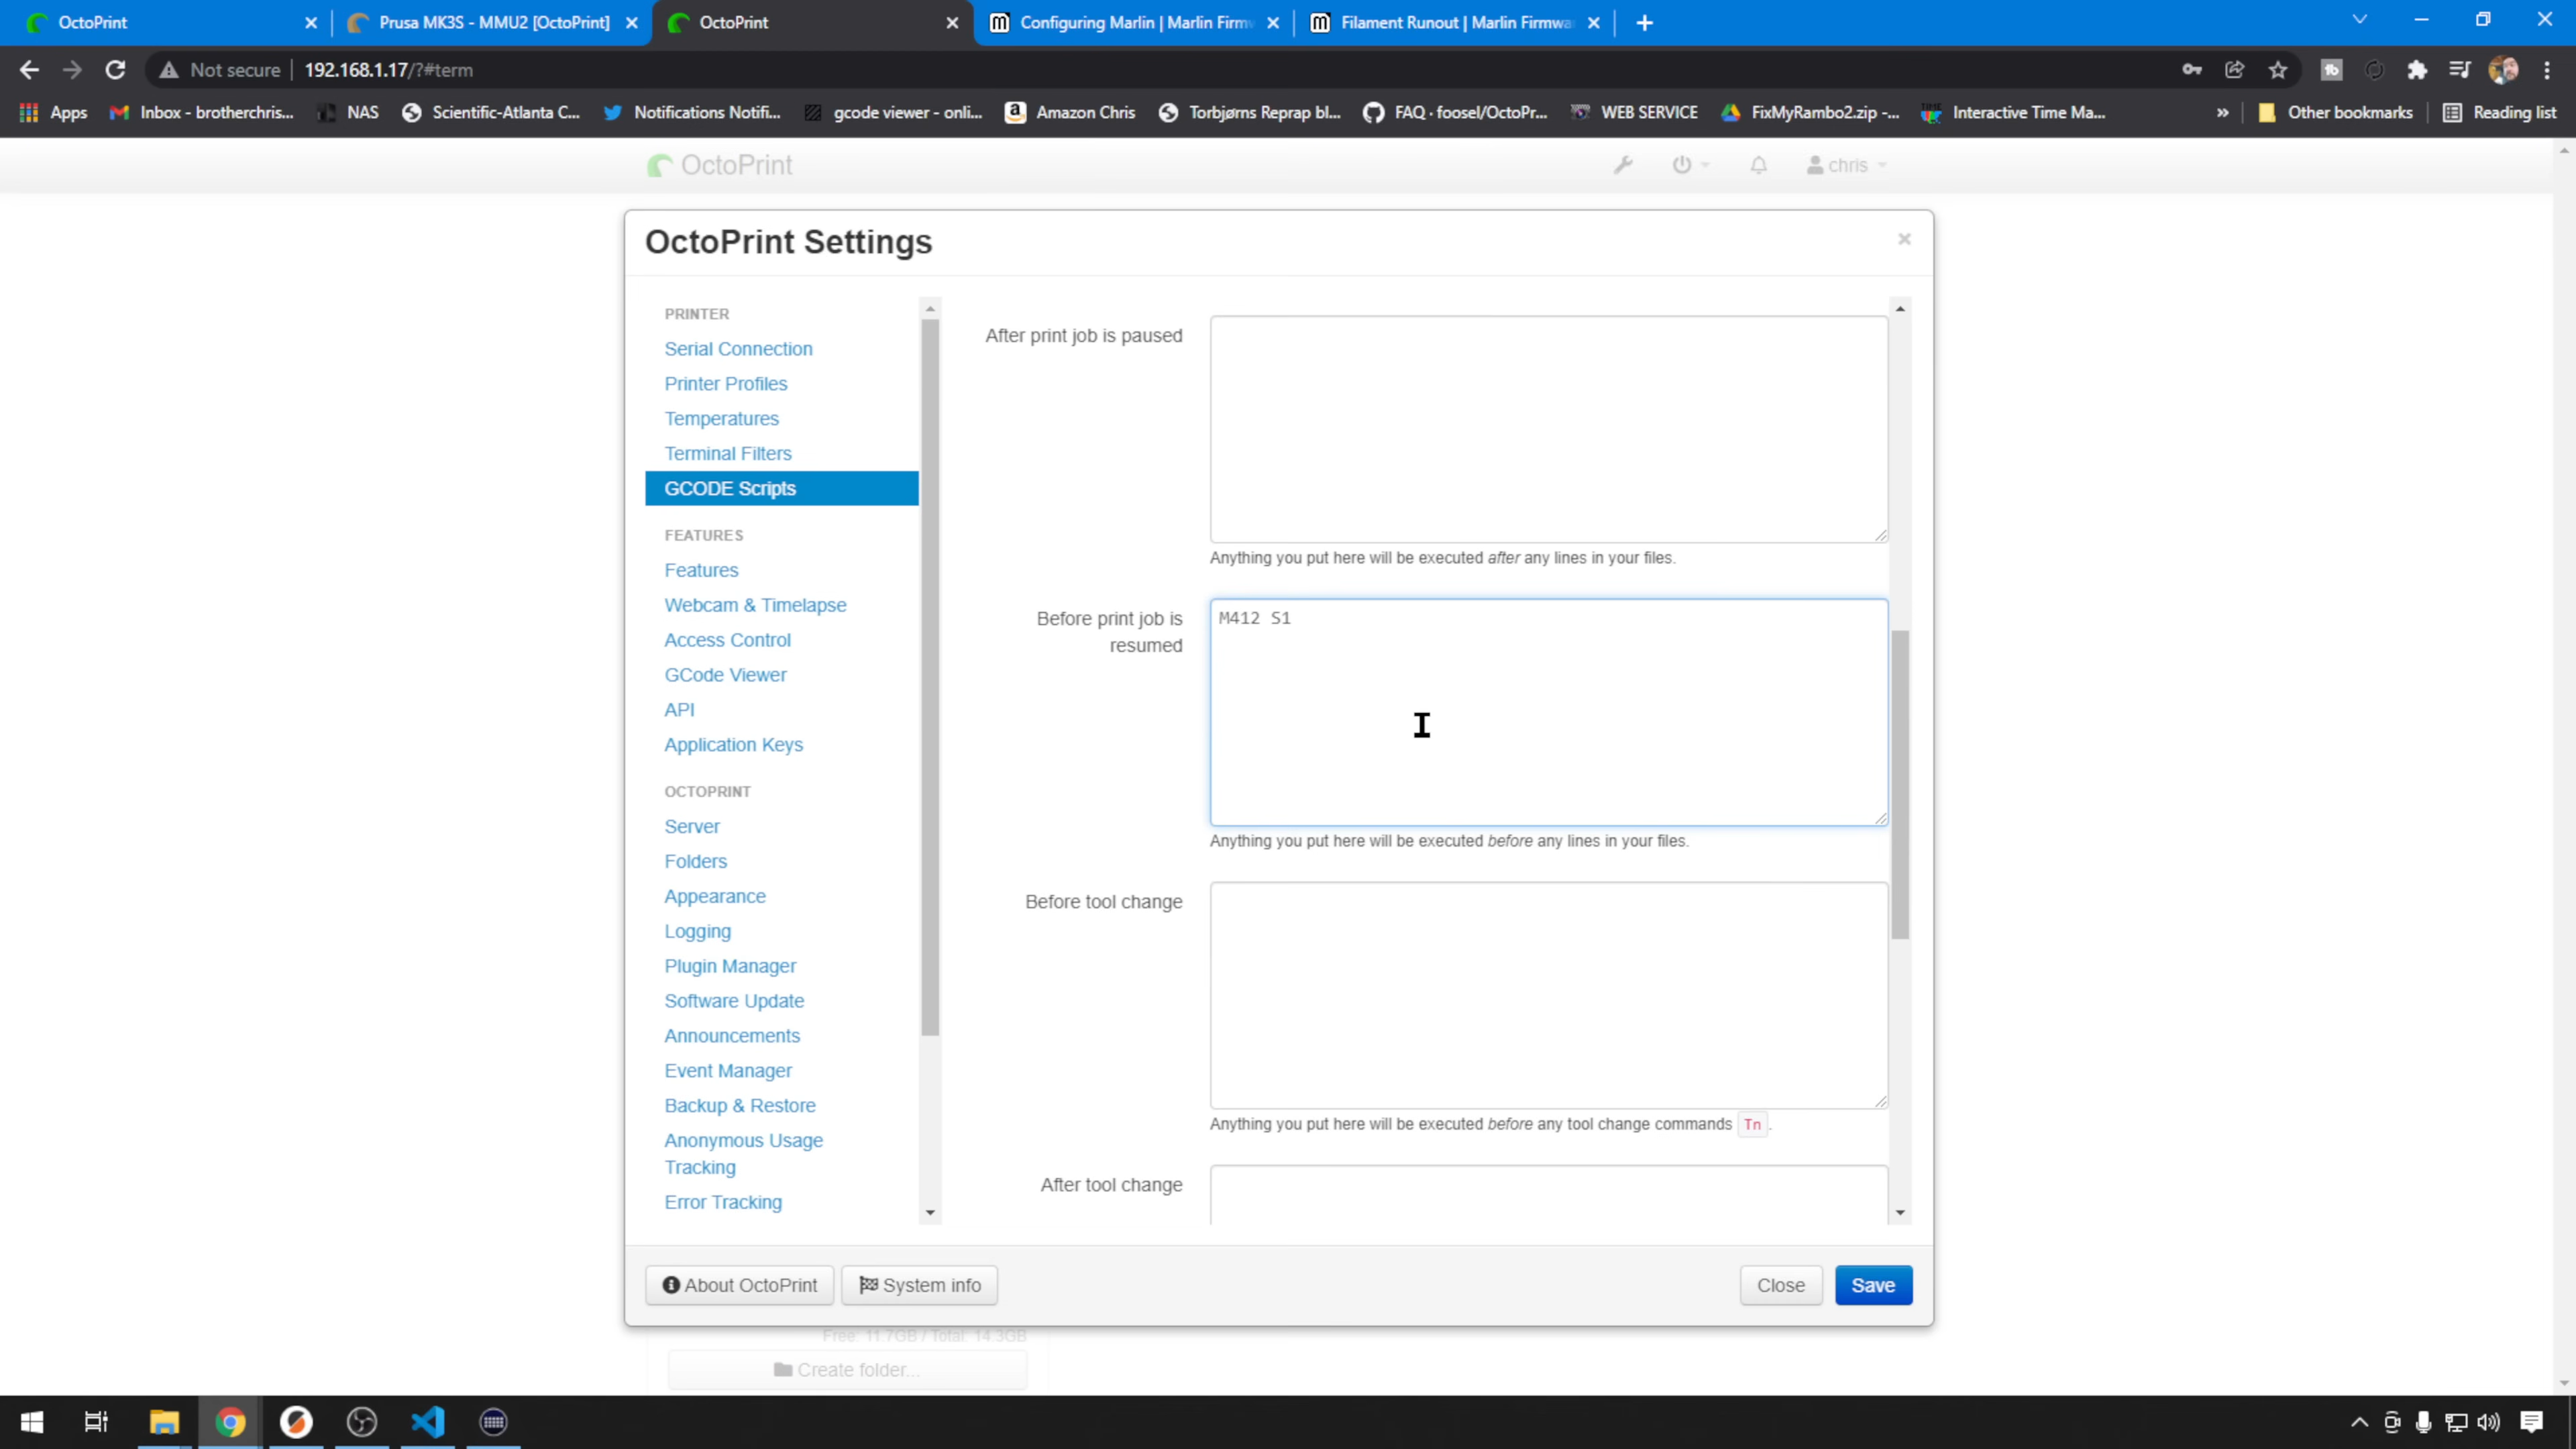 OctoPrint
Prusa MK3S - MMU2 [OctoPrint]
OctoPrint
Configuring Marlin | Marlin Firmw
Filament Runout | Marlin Firmwa
Not secure
192.168.1.17/?#term
Apps
Inbox - brotherchris...
NAS
Scientific-Atlanta C...
Notifications Notifi...
gcode viewer - onli...
Amazon Chris
Torbjørns Reprap bl...
FAQ · foosel/OctoPr...
WEB SERVICE
FixMyRambo2.zip -...
Interactive Time Ma...
»
Other bookmarks
Reading list
OctoPrint
chris
OctoPrint Settings
PRINTER
Serial Connection
Printer Profiles
Temperatures
Terminal Filters
GCODE Scripts
FEATURES
Features
Webcam & Timelapse
Access Control
GCode Viewer
API
Application Keys
OCTOPRINT
Server
Folders
Appearance
Logging
Plugin Manager
Software Update
Announcements
Event Manager
Backup & Restore
Anonymous Usage
Tracking
Error Tracking
After print job is paused
Anything you put here will be executed after any lines in your files.
Before print job is
resumed
M412 S1
Anything you put here will be executed before any lines in your files.
Before tool change
Anything you put here will be executed before any tool change commands Tn.
After tool change
About OctoPrint
System info
Close
Save
Free: 11.7GB / Total: 14.3GB
Create folder...